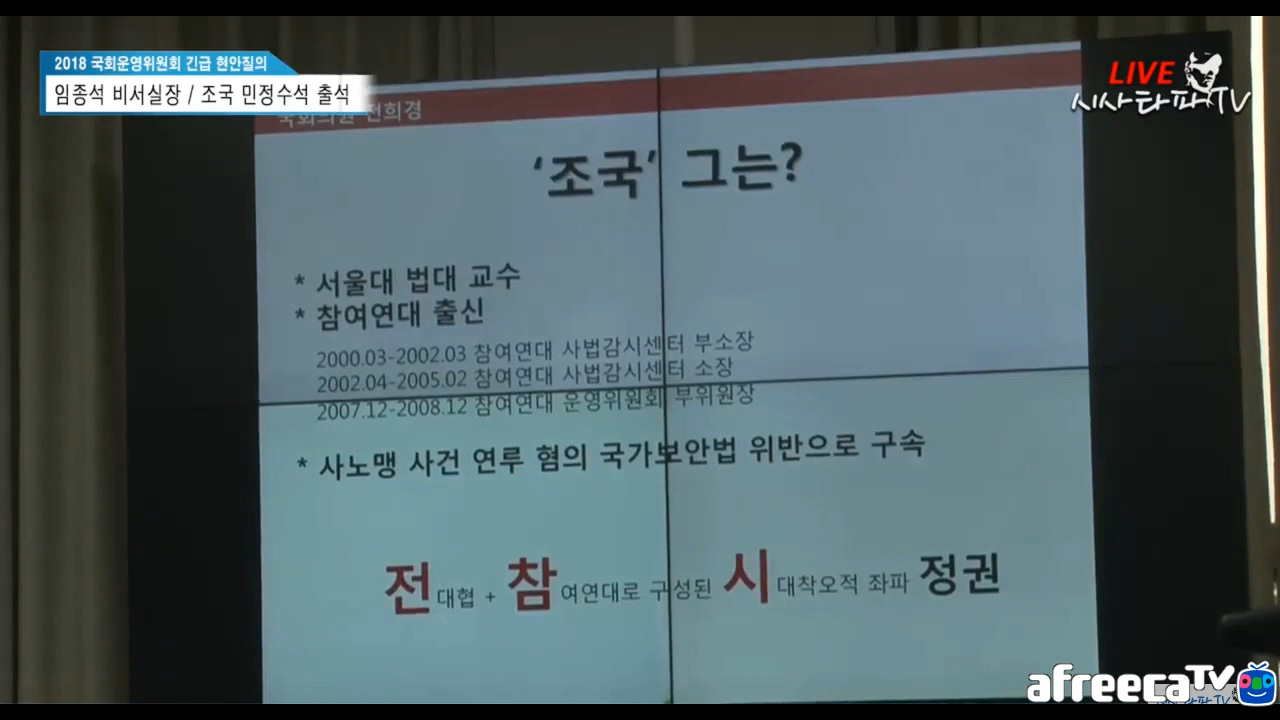 2018 국회운영위원회 긴급 현안질의
임종석 비서실장 / 조국 민정수석 출석
LIVE
시사타파TV
국회의원 전희경
‘조국’ 그는?
* 서울대 법대 교수
* 참여연대 출신
2000.03-2002.03 참여연대 사법감시센터 부소장
2002.04-2005.02 참여연대 사법감시센터 소장
2007.12-2008.12 참여연대 운영위원회 부위원장
* 사노맹 사건 연루 혐의 국가보안법 위반으로 구속
전대협 + 참여연대로 구성된 시대착오적 좌파 정권
afreecaTV